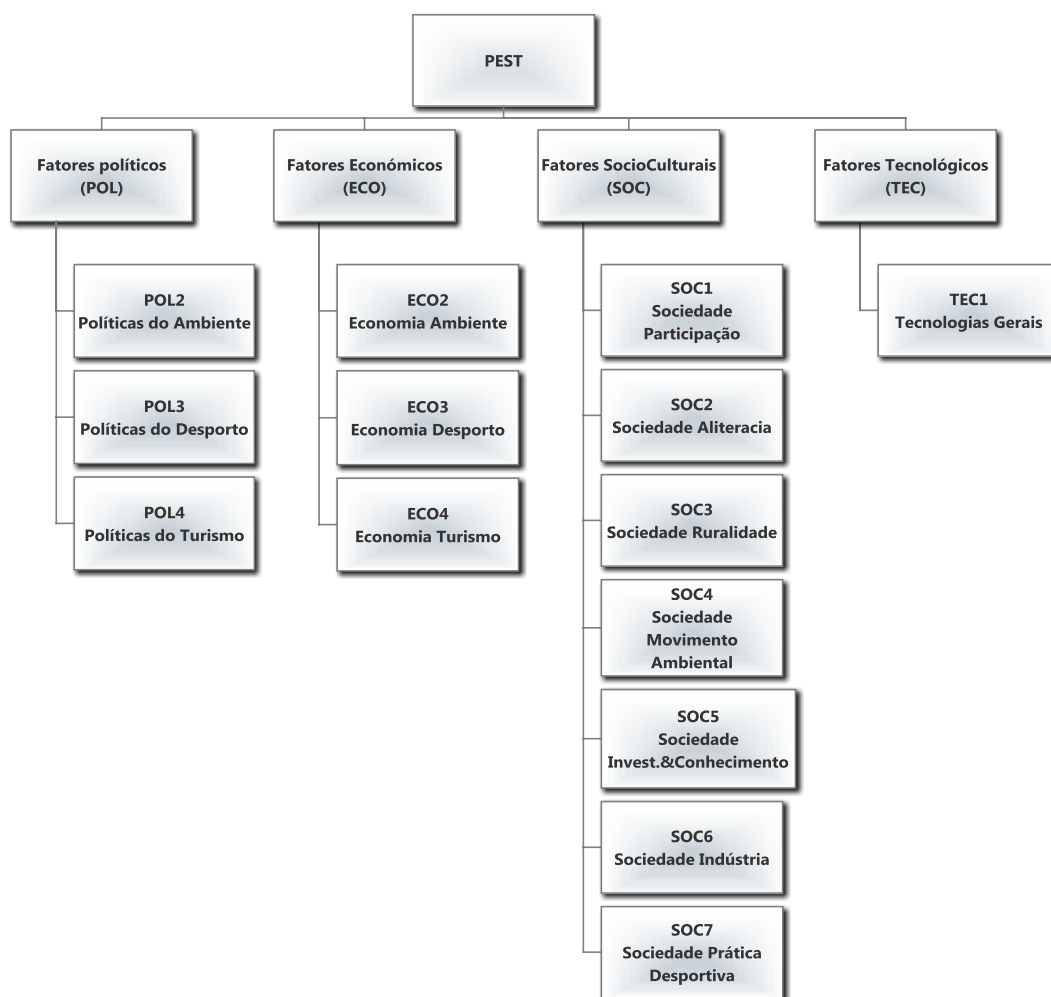 PEST
Fatores políticos
(POL)
POL2
Políticas do Ambiente
POL3
Políticas do Desporto
POL4
Políticas do Turismo
Fatores Económicos
(ECO)
ECO2
Economia Ambiente
ECO3
Economia Desporto
ECO4
Economia Turismo
Fatores SocioCulturais
(SOC)
SOC1
Sociedade
Participação
SOC2
Sociedade Aliteracia
SOC3
Sociedade Ruralidade
SOC4
Sociedade
Movimento
Ambiental
SOC5
Sociedade
Invest.&Conhecimento
SOC6
Sociedade Indústria
SOC7
Sociedade Prática
Desportiva
Fatores Tecnológicos
(TEC)
TEC1
Tecnologias Gerais